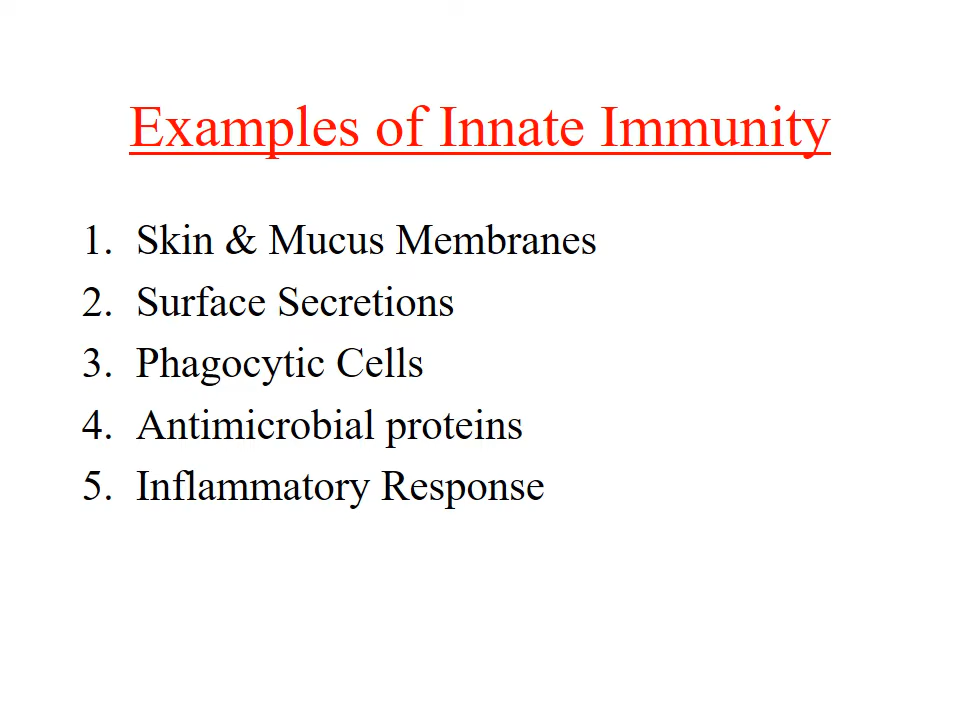 Examples of Innate Immunity
1. Skin & Mucus Membranes
2. Surface Secretions
3. Phagocytic Cells
4. Antimicrobial proteins
5. Inflammatory Response